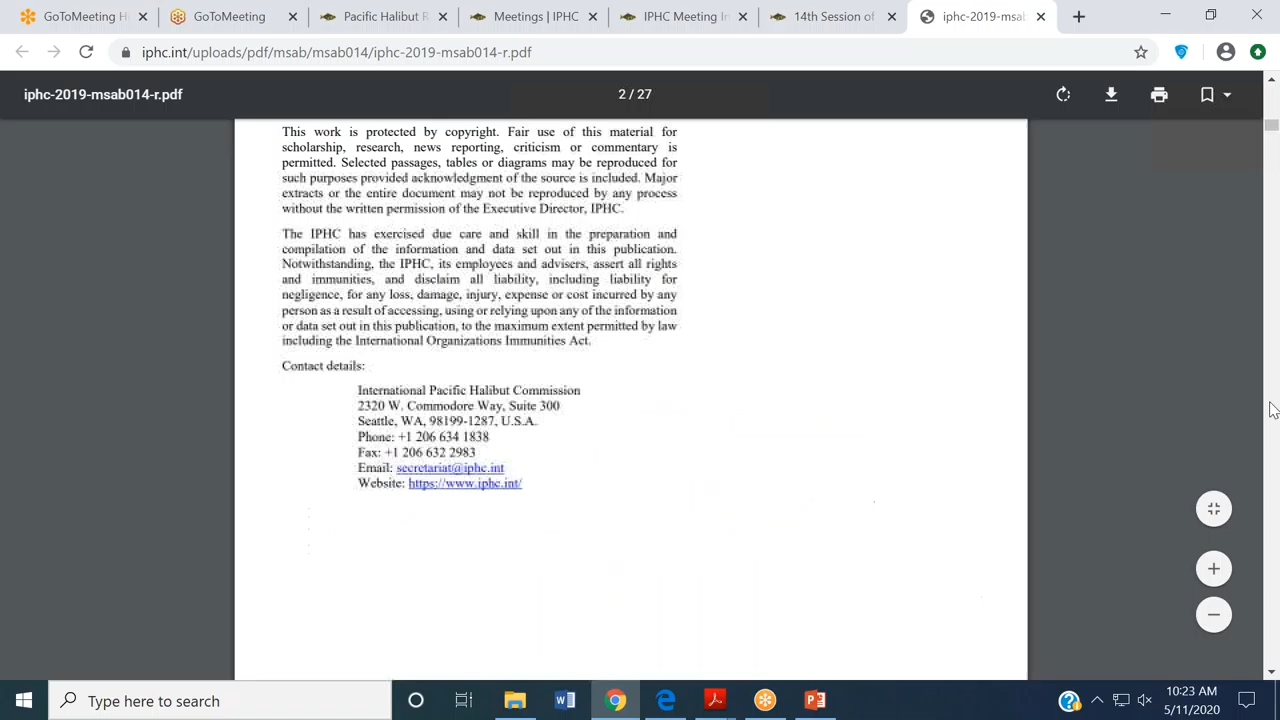 GoToMeeting H
GoToMeeting
Pacific Halibut R
Meetings | IPHC
IPHC Meeting In
14th Session of
iphc-2019-msab
iphc.int/uploads/pdf/msab/msab014/iphc-2019-msab014-r.pdf
iphc-2019-msab014-r.pdf
2 / 27
This work is protected by copyright. Fair use of this material for
scholarship, research, news reporting, criticism or commentary is
permitted. Selected passages, tables or diagrams may be reproduced for
such purposes provided acknowledgment of the source is included. Major
extracts or the entire document may not be reproduced by any process
without the written permission of the Executive Director, IPHC.
The IPHC has exercised due care and skill in the preparation and
compilation of the information and data set out in this publication.
Notwithstanding, the IPHC, its employees and advisers, assert all rights
and immunities, and disclaim all liability, including liability for
negligence, for any loss, damage, injury, expense or cost incurred by any
person as a result of accessing, using or relying upon any of the information
or data set out in this publication, to the maximum extent permitted by law
including the International Organizations Immunities Act.
Contact details:
International Pacific Halibut Commission
2320 W. Commodore Way, Suite 300
Seattle, WA, 98199-1287, U.S.A.
Phone: +1 206 634 1838
Fax: +1 206 632 2983
Email: secretariat@iphc.int
Website: https://www.iphc.int/
Type here to search
10:23 AM
5/11/2020